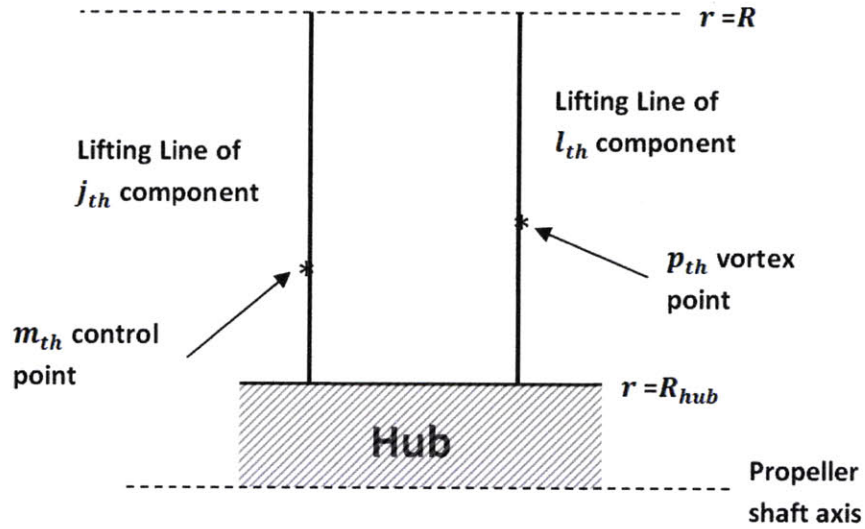 r =R
Lifting Line of
l_th component
Lifting Line of
j_th component
p_th vortex
point
m_th control
point
r =R_hub
Hub
Propeller
shaft axis